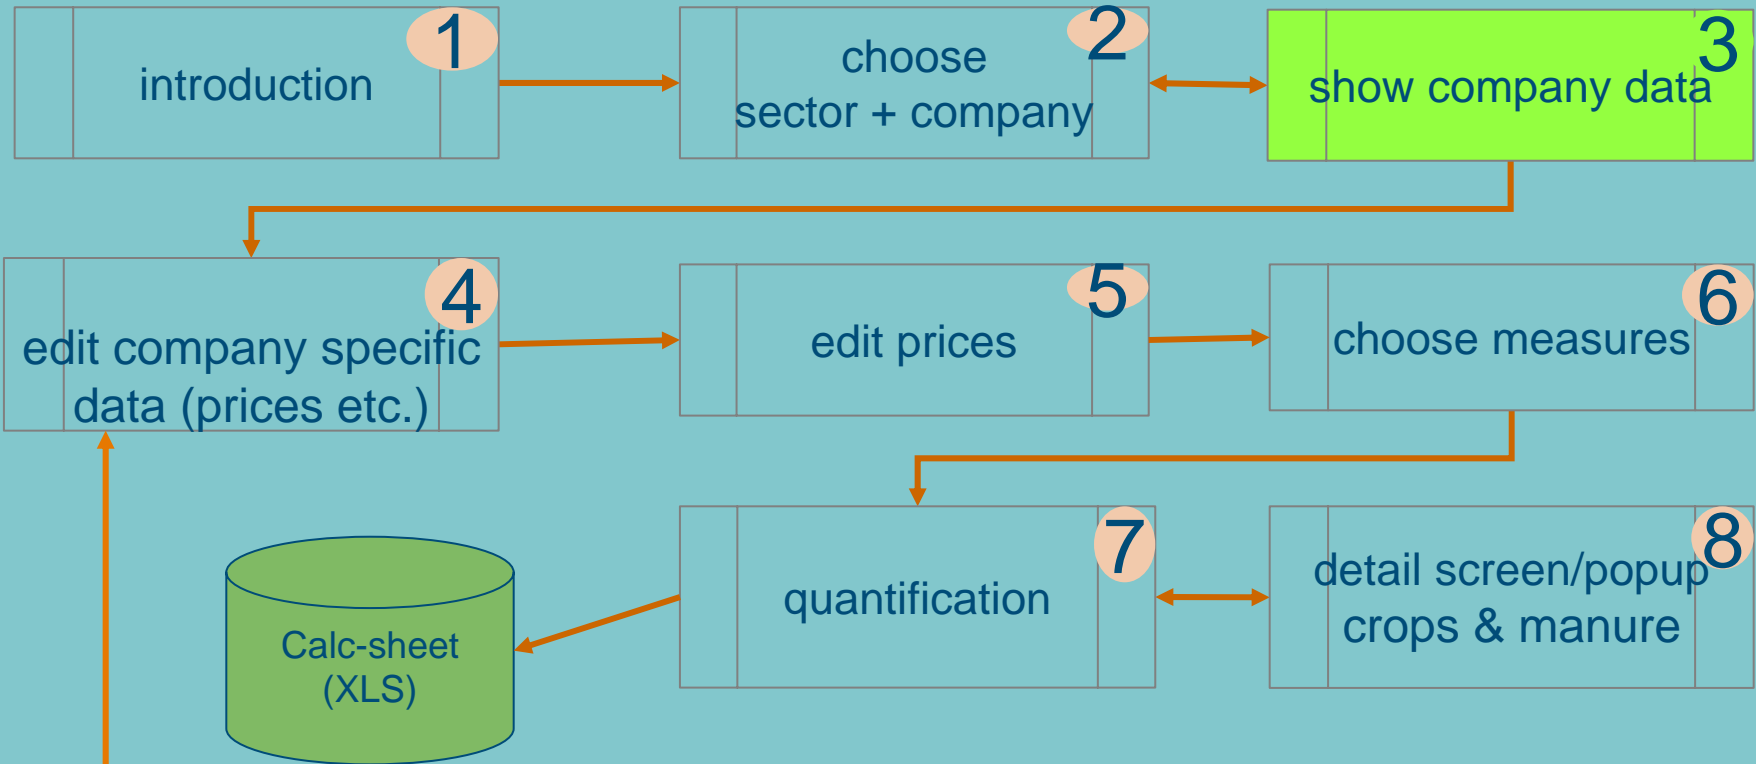 1
introduction
2
choose
sector + company
3
show company data
4
edit company specific
data (prices etc.)
5
edit prices
6
choose measures
7
quantification
8
detail screen/popup
crops & manure
Calc-sheet
(XLS)